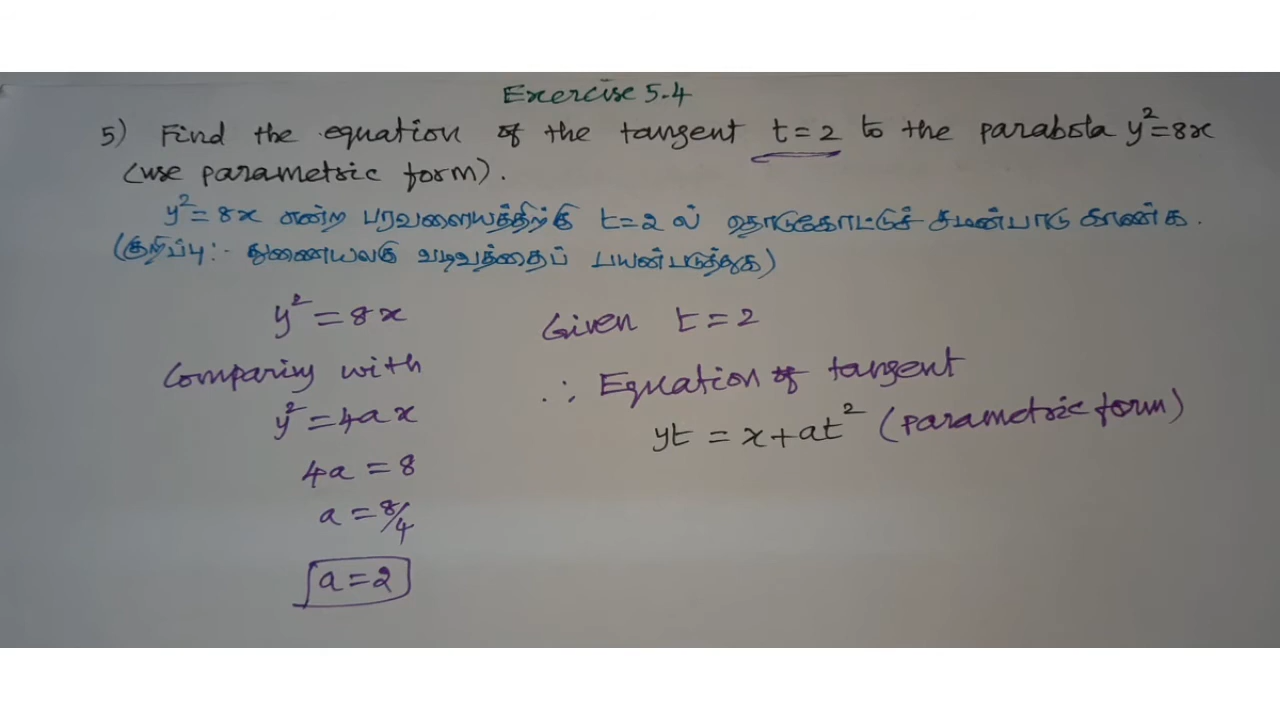 Exercise 5.4
5) Find the equation of the tangent t=2 to the parabola y²=8x
(use parametric form).
y²=8x என்ற பரவளையத்திற்கு t=2 ல் தொடுகோட்டுச் சமன்பாடு காண்க.
(குறிப்பு:- துணையலகு வடிவத்தைப் பயன்படுத்துக)
y²=8x
Comparing with
y²=4ax
4a=8
a=8/4
a=2
Given t=2
∴ Equation of tangent
yt = x+at² (parametric form)